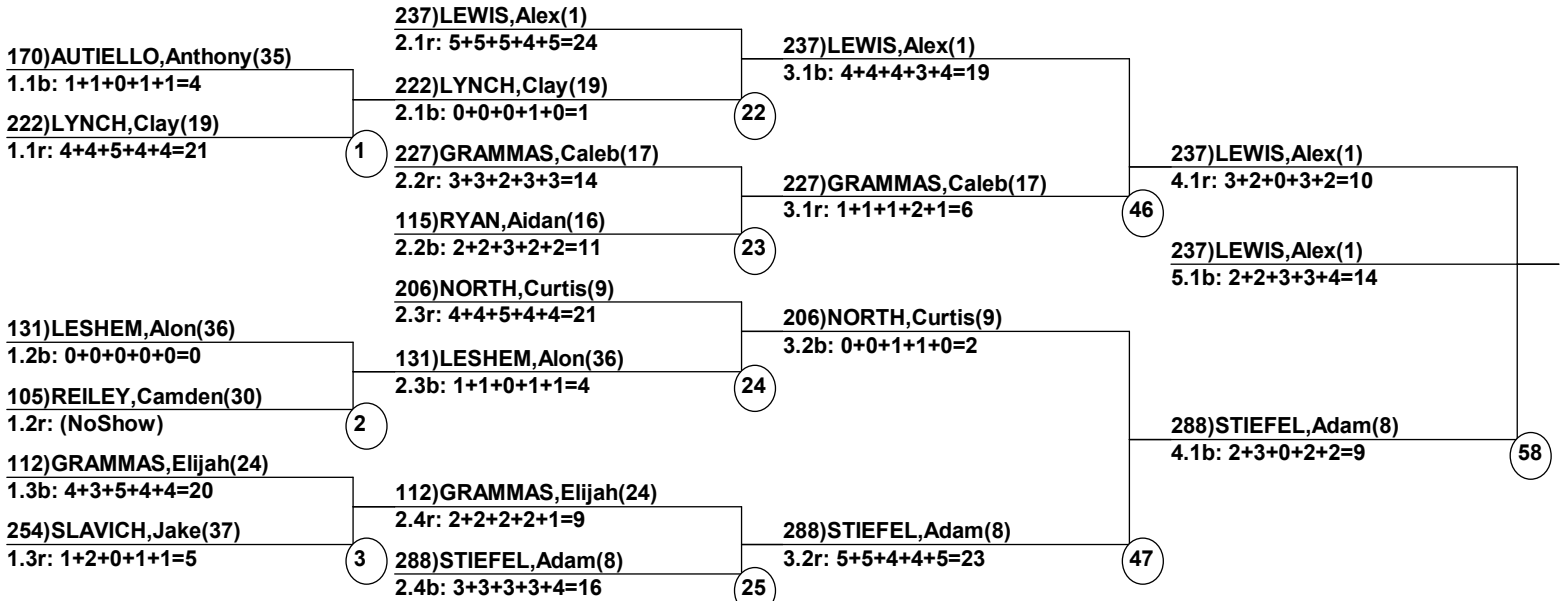 170)AUTIELLO,Anthony(35)
1.1b: 1+1+0+1+1=4
222)LYNCH,Clay(19)
1.1r: 4+4+5+4+4=21
1
131)LESHEM,Alon(36)
1.2b: 0+0+0+0+0=0
105)REILEY,Camden(30)
1.2r: (NoShow)
2
112)GRAMMAS,Elijah(24)
1.3b: 4+3+5+4+4=20
254)SLAVICH,Jake(37)
1.3r: 1+2+0+1+1=5
3
237)LEWIS,Alex(1)
2.1r: 5+5+5+4+5=24
222)LYNCH,Clay(19)
2.1b: 0+0+0+1+0=1
22
227)GRAMMAS,Caleb(17)
2.2r: 3+3+2+3+3=14
115)RYAN,Aidan(16)
2.2b: 2+2+3+2+2=11
23
206)NORTH,Curtis(9)
2.3r: 4+4+5+4+4=21
131)LESHEM,Alon(36)
2.3b: 1+1+0+1+1=4
24
112)GRAMMAS,Elijah(24)
2.4r: 2+2+2+2+1=9
288)STIEFEL,Adam(8)
2.4b: 3+3+3+3+4=16
25
237)LEWIS,Alex(1)
3.1b: 4+4+4+3+4=19
227)GRAMMAS,Caleb(17)
3.1r: 1+1+1+2+1=6
46
206)NORTH,Curtis(9)
3.2b: 0+0+1+1+0=2
288)STIEFEL,Adam(8)
3.2r: 5+5+4+4+5=23
47
237)LEWIS,Alex(1)
4.1r: 3+2+0+3+2=10
237)LEWIS,Alex(1)
5.1b: 2+2+3+3+4=14
288)STIEFEL,Adam(8)
4.1b: 2+3+0+2+2=9
58